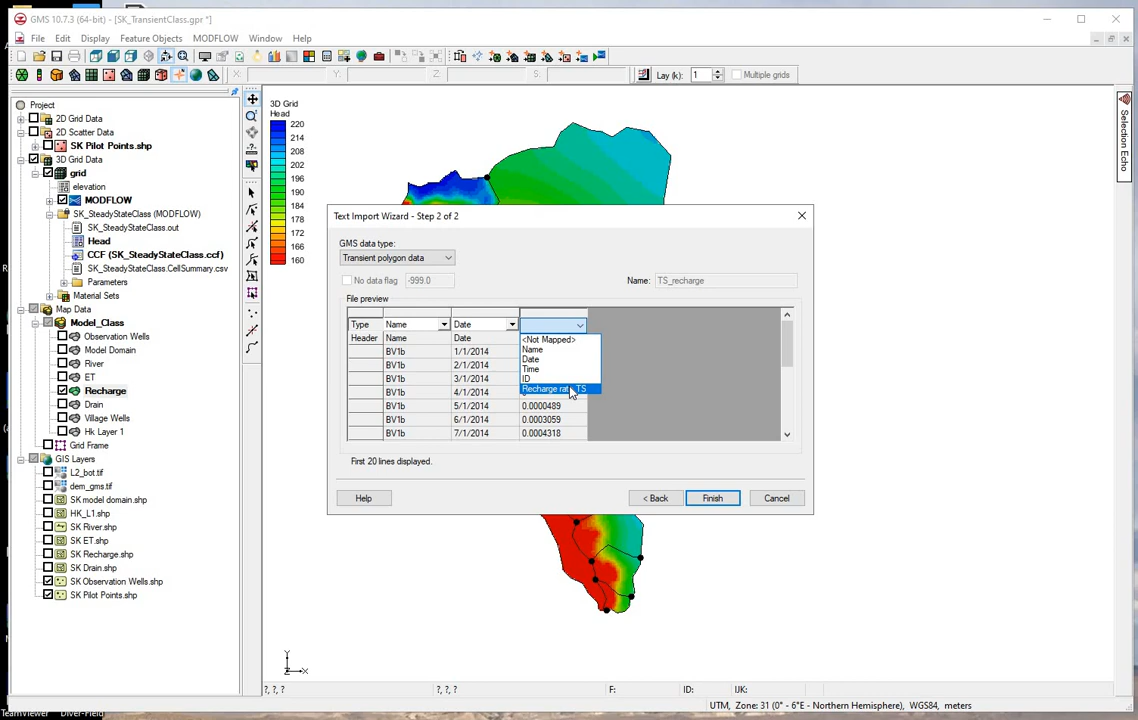 GMS 10.7.3 (64-bit) - [SK_TransientClass.gpr *]
File Edit Display Feature Objects MODFLOW Window Help
X: Y: Z: S: Lay (k): 1 Multiple grids
Project
2D Grid Data
2D Scatter Data
SK Pilot Points.shp
3D Grid Data
grid
elevation
MODFLOW
SK_SteadyStateClass (MODFLOW)
SK_SteadyStateClass.out
Head
CCF (SK_SteadyStateClass.ccf)
SK_SteadyStateClass.CellSummary.csv
Parameters
Material Sets
Map Data
Model_Class
Observation Wells
Model Domain
River
ET
Recharge
Drain
Village Wells
Hk Layer 1
Grid Frame
GIS Layers
L2_bot.tif
dem_gms.tif
SK model domain.shp
HK_L1.shp
SK River.shp
SK ET.shp
SK Recharge.shp
SK Drain.shp
SK Observation Wells.shp
SK Pilot Points.shp
3D Grid
Head
220
214
208
202
196
190
184
178
172
166
160
Text Import Wizard - Step 2 of 2
GMS data type:
Transient polygon data
No data flag -999.0 Name: TS_recharge
File preview
Type Name Date
Header Name Date
BV1b 1/1/2014
BV1b 2/1/2014
BV1b 3/1/2014
BV1b 4/1/2014
BV1b 5/1/2014 0.0000489
BV1b 6/1/2014 0.0003059
BV1b 7/1/2014 0.0004318
<Not Mapped>
Name
Date
Time
ID
Recharge rate TS
First 20 lines displayed.
Help < Back Finish Cancel
Selection Echo
Y
Z X
?, ?, ? ?, ?, ? F: ID: IJK:
UTM, Zone: 31 (0° - 6°E - Northern Hemisphere), WGS84, meters
TeamViewer Diver-Field